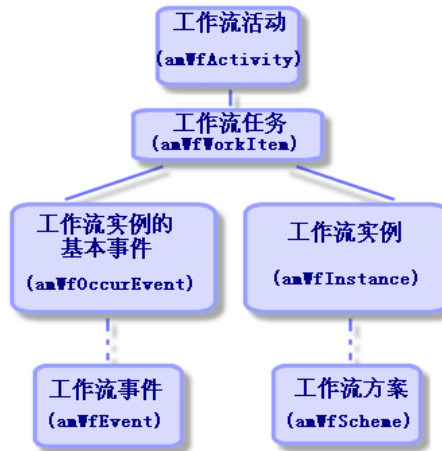 工作流活动
(amWfActivity)
工作流任务
(amWfWorkItem)
工作流实例的
基本事件
(amWfOccurEvent)
工作流实例
(amWfInstance)
工作流事件
(amWfEvent)
工作流方案
(amWfScheme)